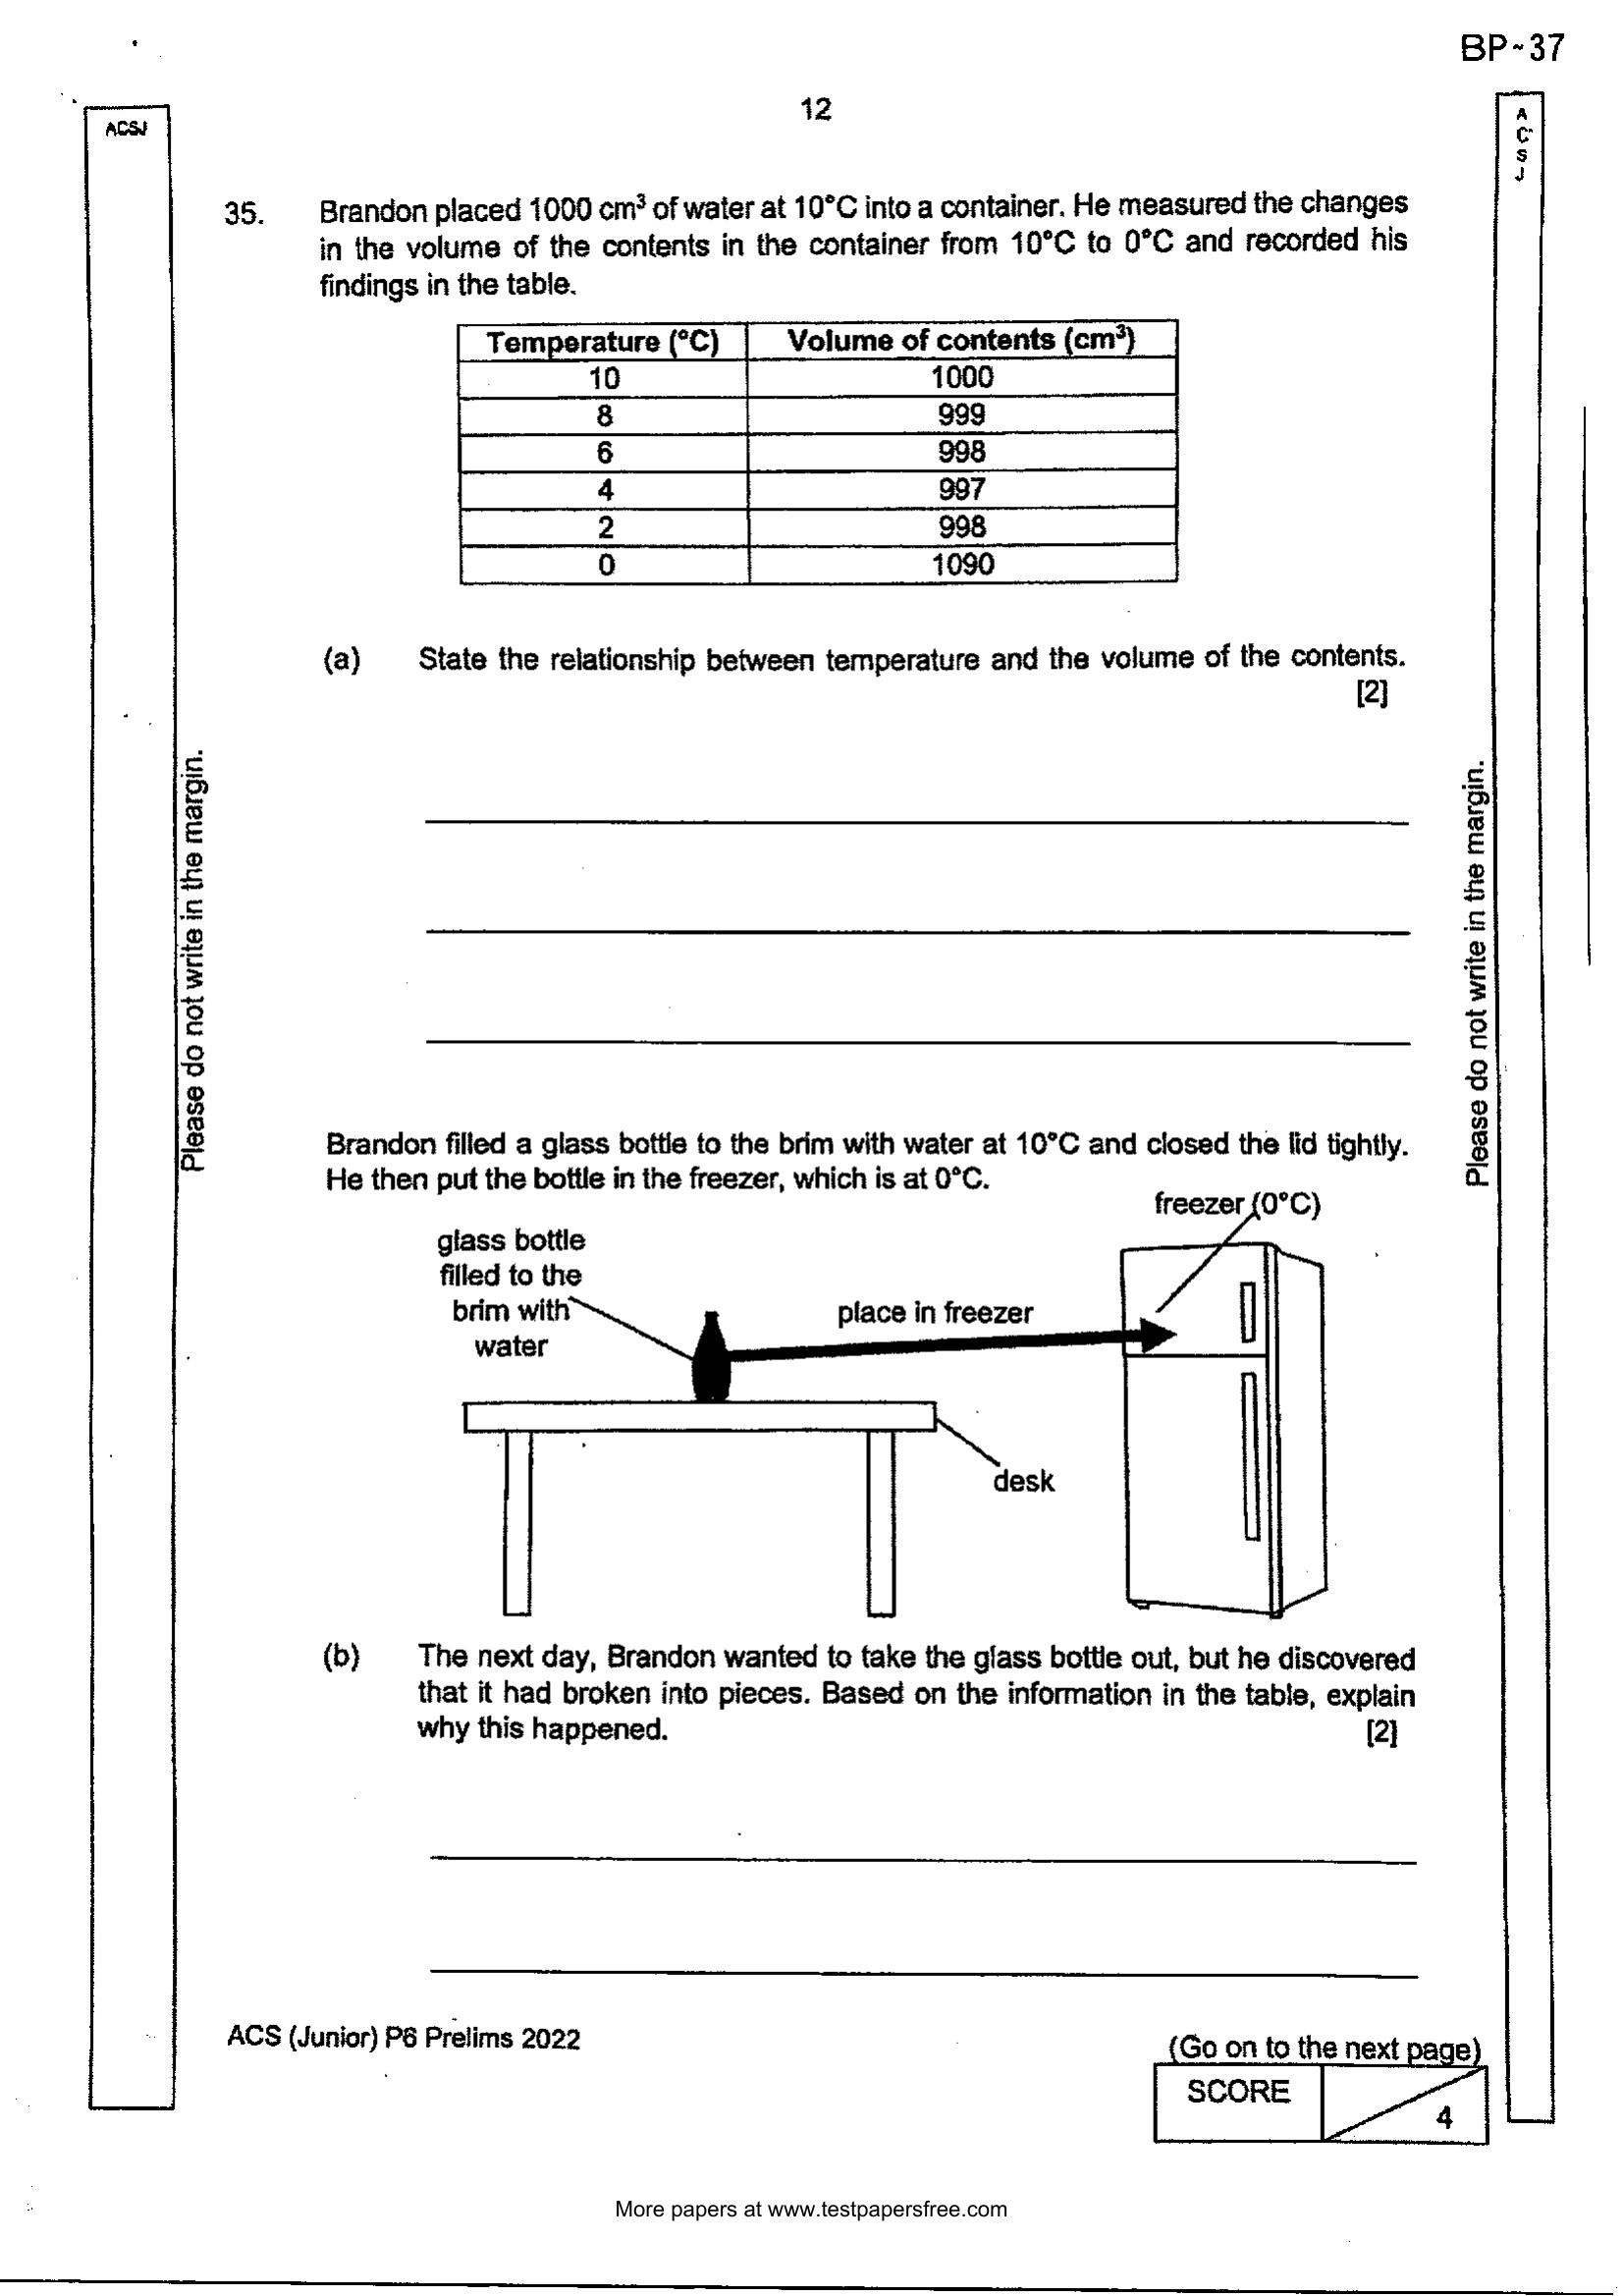 BP-37
12
ACSJ
A
C
S
J
35. Brandon placed 1000 cm³ of water at 10°C into a container. He measured the changes
in the volume of the contents in the container from 10°C to 0°C and recorded his
findings in the table.
Temperature (°C) Volume of contents (cm³)
10 1000
8 999
6 998
4 997
2 998
0 1090
(a) State the relationship between temperature and the volume of the contents.
[2]
Please do not write in the margin.
Please do not write in the margin.
Brandon filled a glass bottle to the brim with water at 10°C and closed the lid tightly.
He then put the bottle in the freezer, which is at 0°C.
freezer (0°C)
glass bottle
filled to the
brim with
water
place in freezer
desk
(b) The next day, Brandon wanted to take the glass bottle out, but he discovered
that it had broken into pieces. Based on the information in the table, explain
why this happened. [2]
ACS (Junior) P6 Prelims 2022
(Go on to the next page)
SCORE
4
More papers at www.testpapersfree.com